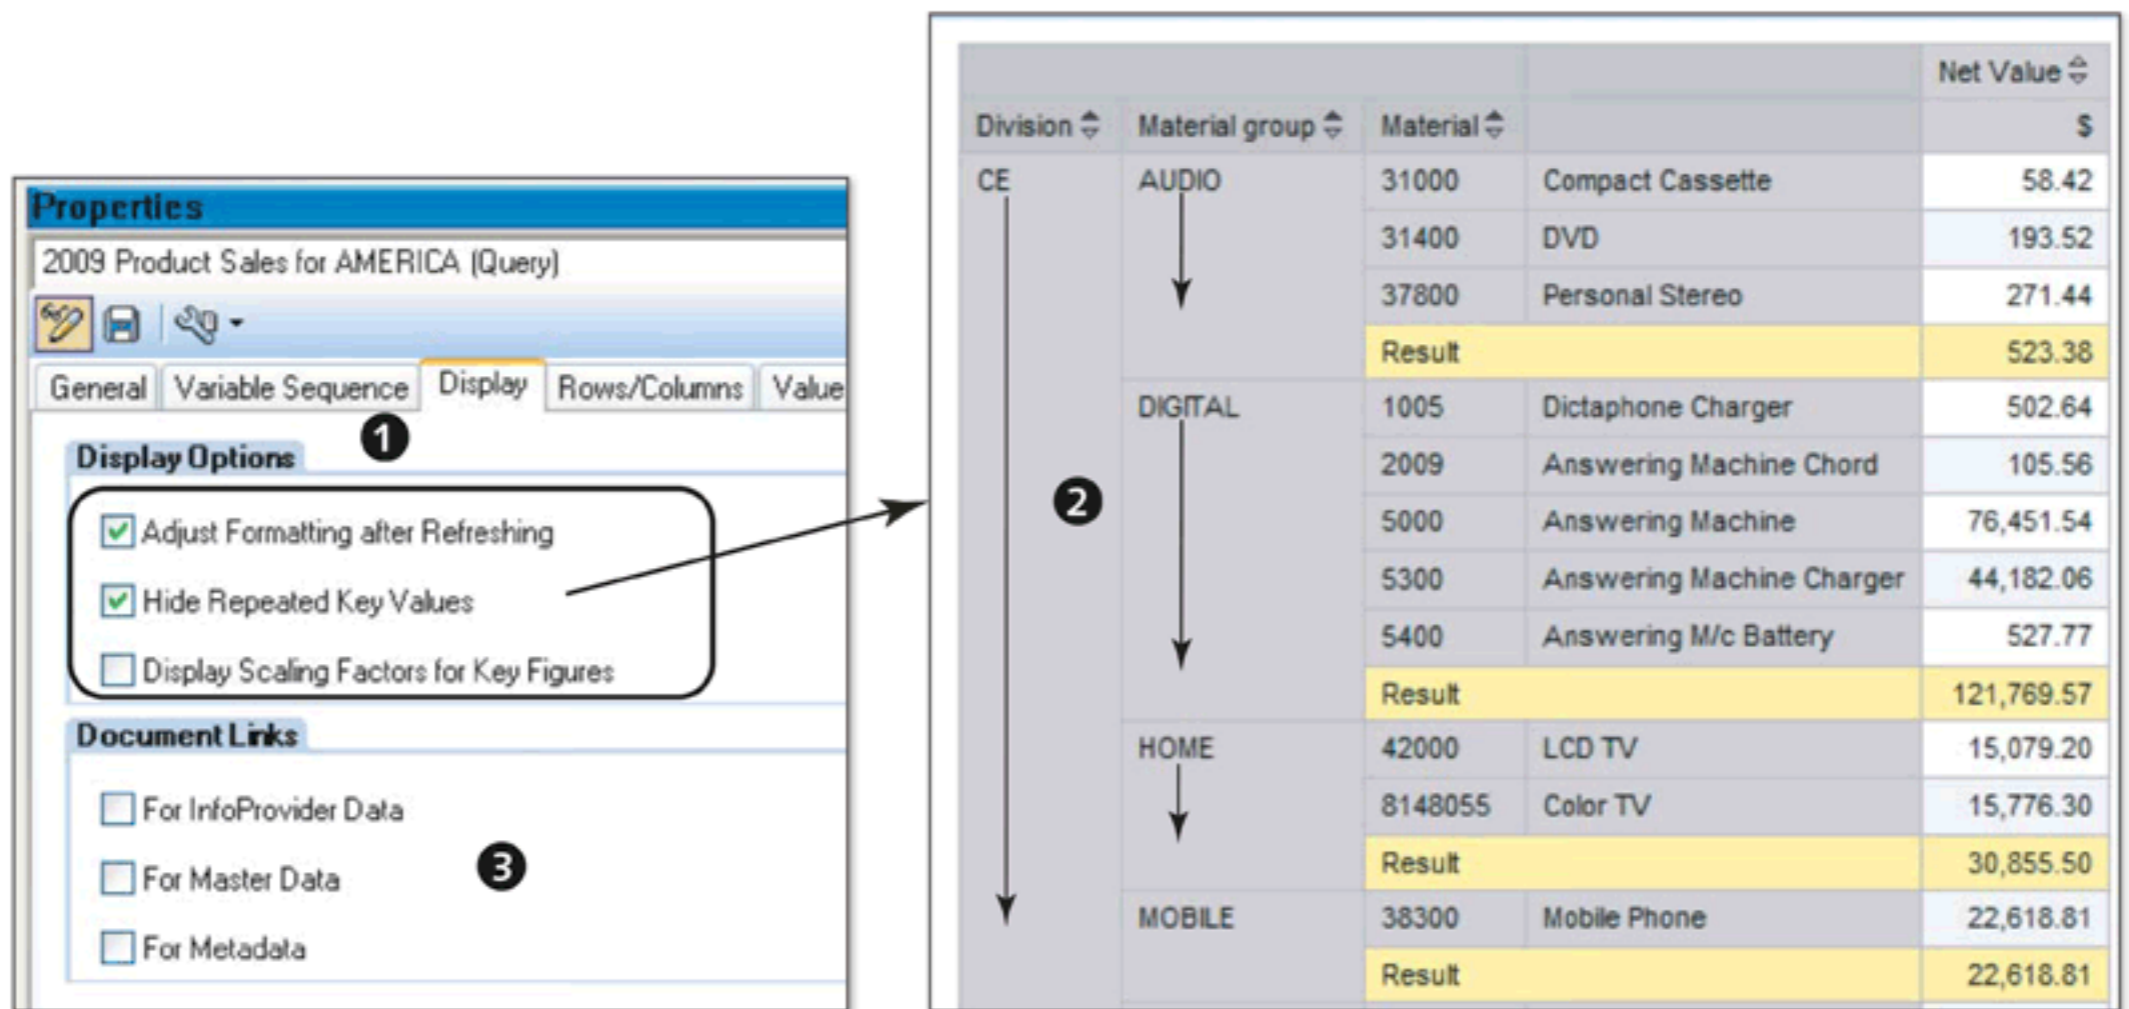 Properties
2009 Product Sales for AMERICA (Query)
General Variable Sequence Display Rows/Columns Value
1
Display Options
Adjust Formatting after Refreshing
Hide Repeated Key Values
Display Scaling Factors for Key Figures
Document Links
For InfoProvider Data
For Master Data
3
For Metadata
Net Value
Division Material group Material $
CE AUDIO 31000 Compact Cassette 58.42
31400 DVD 193.52
37800 Personal Stereo 271.44
Result 523.38
DIGITAL 1005 Dictaphone Charger 502.64
2009 Answering Machine Chord 105.56
2
5000 Answering Machine 76,451.54
5300 Answering Machine Charger 44,182.06
5400 Answering M/c Battery 527.77
Result 121,769.57
HOME 42000 LCD TV 15,079.20
8148055 Color TV 15,776.30
Result 30,855.50
MOBILE 38300 Mobile Phone 22,618.81
Result 22,618.81